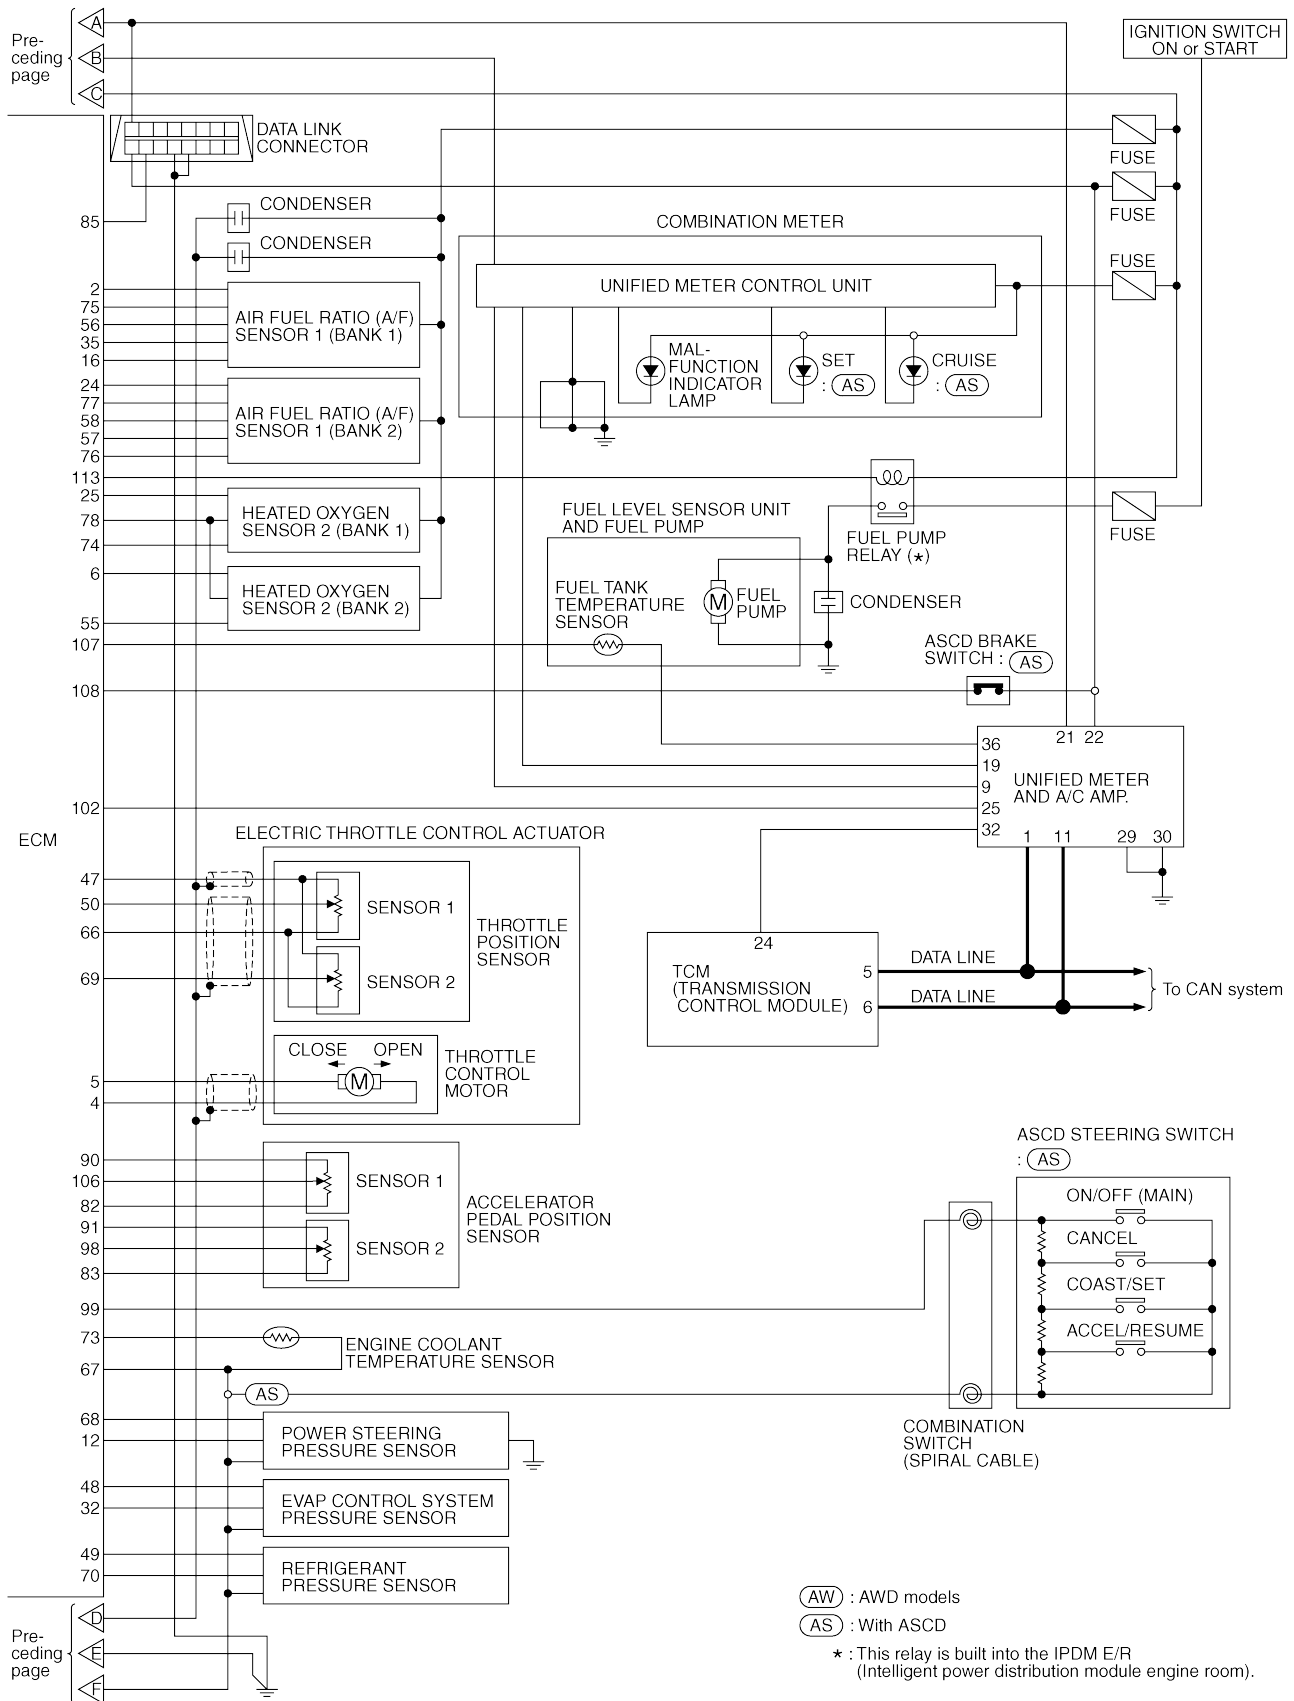 A
Pre-
ceding
page
B
C
IGNITION SWITCH
ON or START
DATA LINK
CONNECTOR
FUSE
FUSE
85
CONDENSER
CONDENSER
COMBINATION METER
FUSE
UNIFIED METER CONTROL UNIT
2
75
56
35
16
AIR FUEL RATIO (A/F)
SENSOR 1 (BANK 1)
MAL-
FUNCTION
INDICATOR
LAMP
SET
: AS
CRUISE
: AS
24
77
58
57
76
AIR FUEL RATIO (A/F)
SENSOR 1 (BANK 2)
113
25
78
74
HEATED OXYGEN
SENSOR 2 (BANK 1)
6
55
HEATED OXYGEN
SENSOR 2 (BANK 2)
FUEL LEVEL SENSOR UNIT
AND FUEL PUMP
FUEL TANK
TEMPERATURE
SENSOR
M
FUEL
PUMP
CONDENSER
FUEL PUMP
RELAY (*)
FUSE
107
ASCD BRAKE
SWITCH : AS
108
21 22
36
19
9
25
32
UNIFIED METER
AND A/C AMP.
1 11 29 30
102
ECM
ELECTRIC THROTTLE CONTROL ACTUATOR
47
50
66
69
SENSOR 1
SENSOR 2
THROTTLE
POSITION
SENSOR
24
TCM
(TRANSMISSION
CONTROL MODULE)
5
6
DATA LINE
DATA LINE
To CAN system
CLOSE OPEN
M
THROTTLE
CONTROL
MOTOR
5
4
90
106
82
91
98
83
SENSOR 1
SENSOR 2
ACCELERATOR
PEDAL POSITION
SENSOR
ASCD STEERING SWITCH
: AS
ON/OFF (MAIN)
CANCEL
COAST/SET
ACCEL/RESUME
99
73
67
ENGINE COOLANT
TEMPERATURE SENSOR
AS
COMBINATION
SWITCH
(SPIRAL CABLE)
68
12
POWER STEERING
PRESSURE SENSOR
48
32
EVAP CONTROL SYSTEM
PRESSURE SENSOR
49
70
REFRIGERANT
PRESSURE SENSOR
D
Pre-
ceding
page
E
F
AW : AWD models
AS : With ASCD
* : This relay is built into the IPDM E/R
(Intelligent power distribution module engine room).